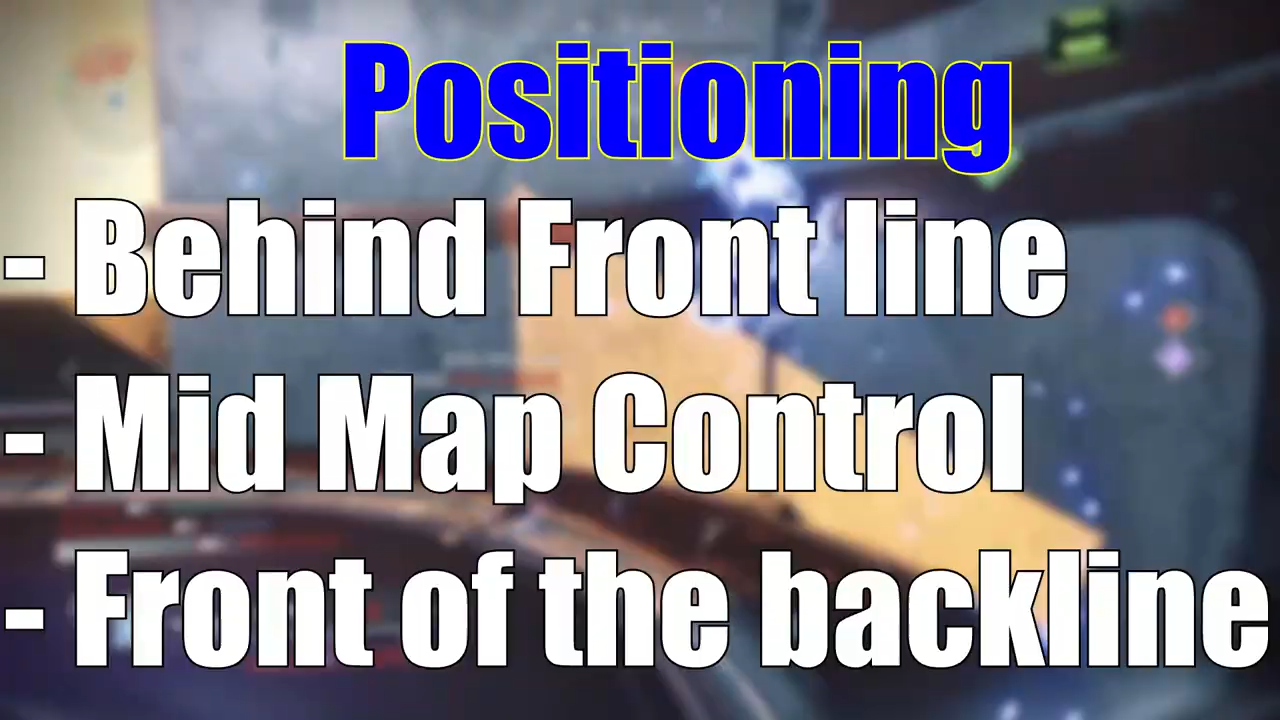 Positioning
- Behind Front line
- Mid Map Control
- Front of the backline